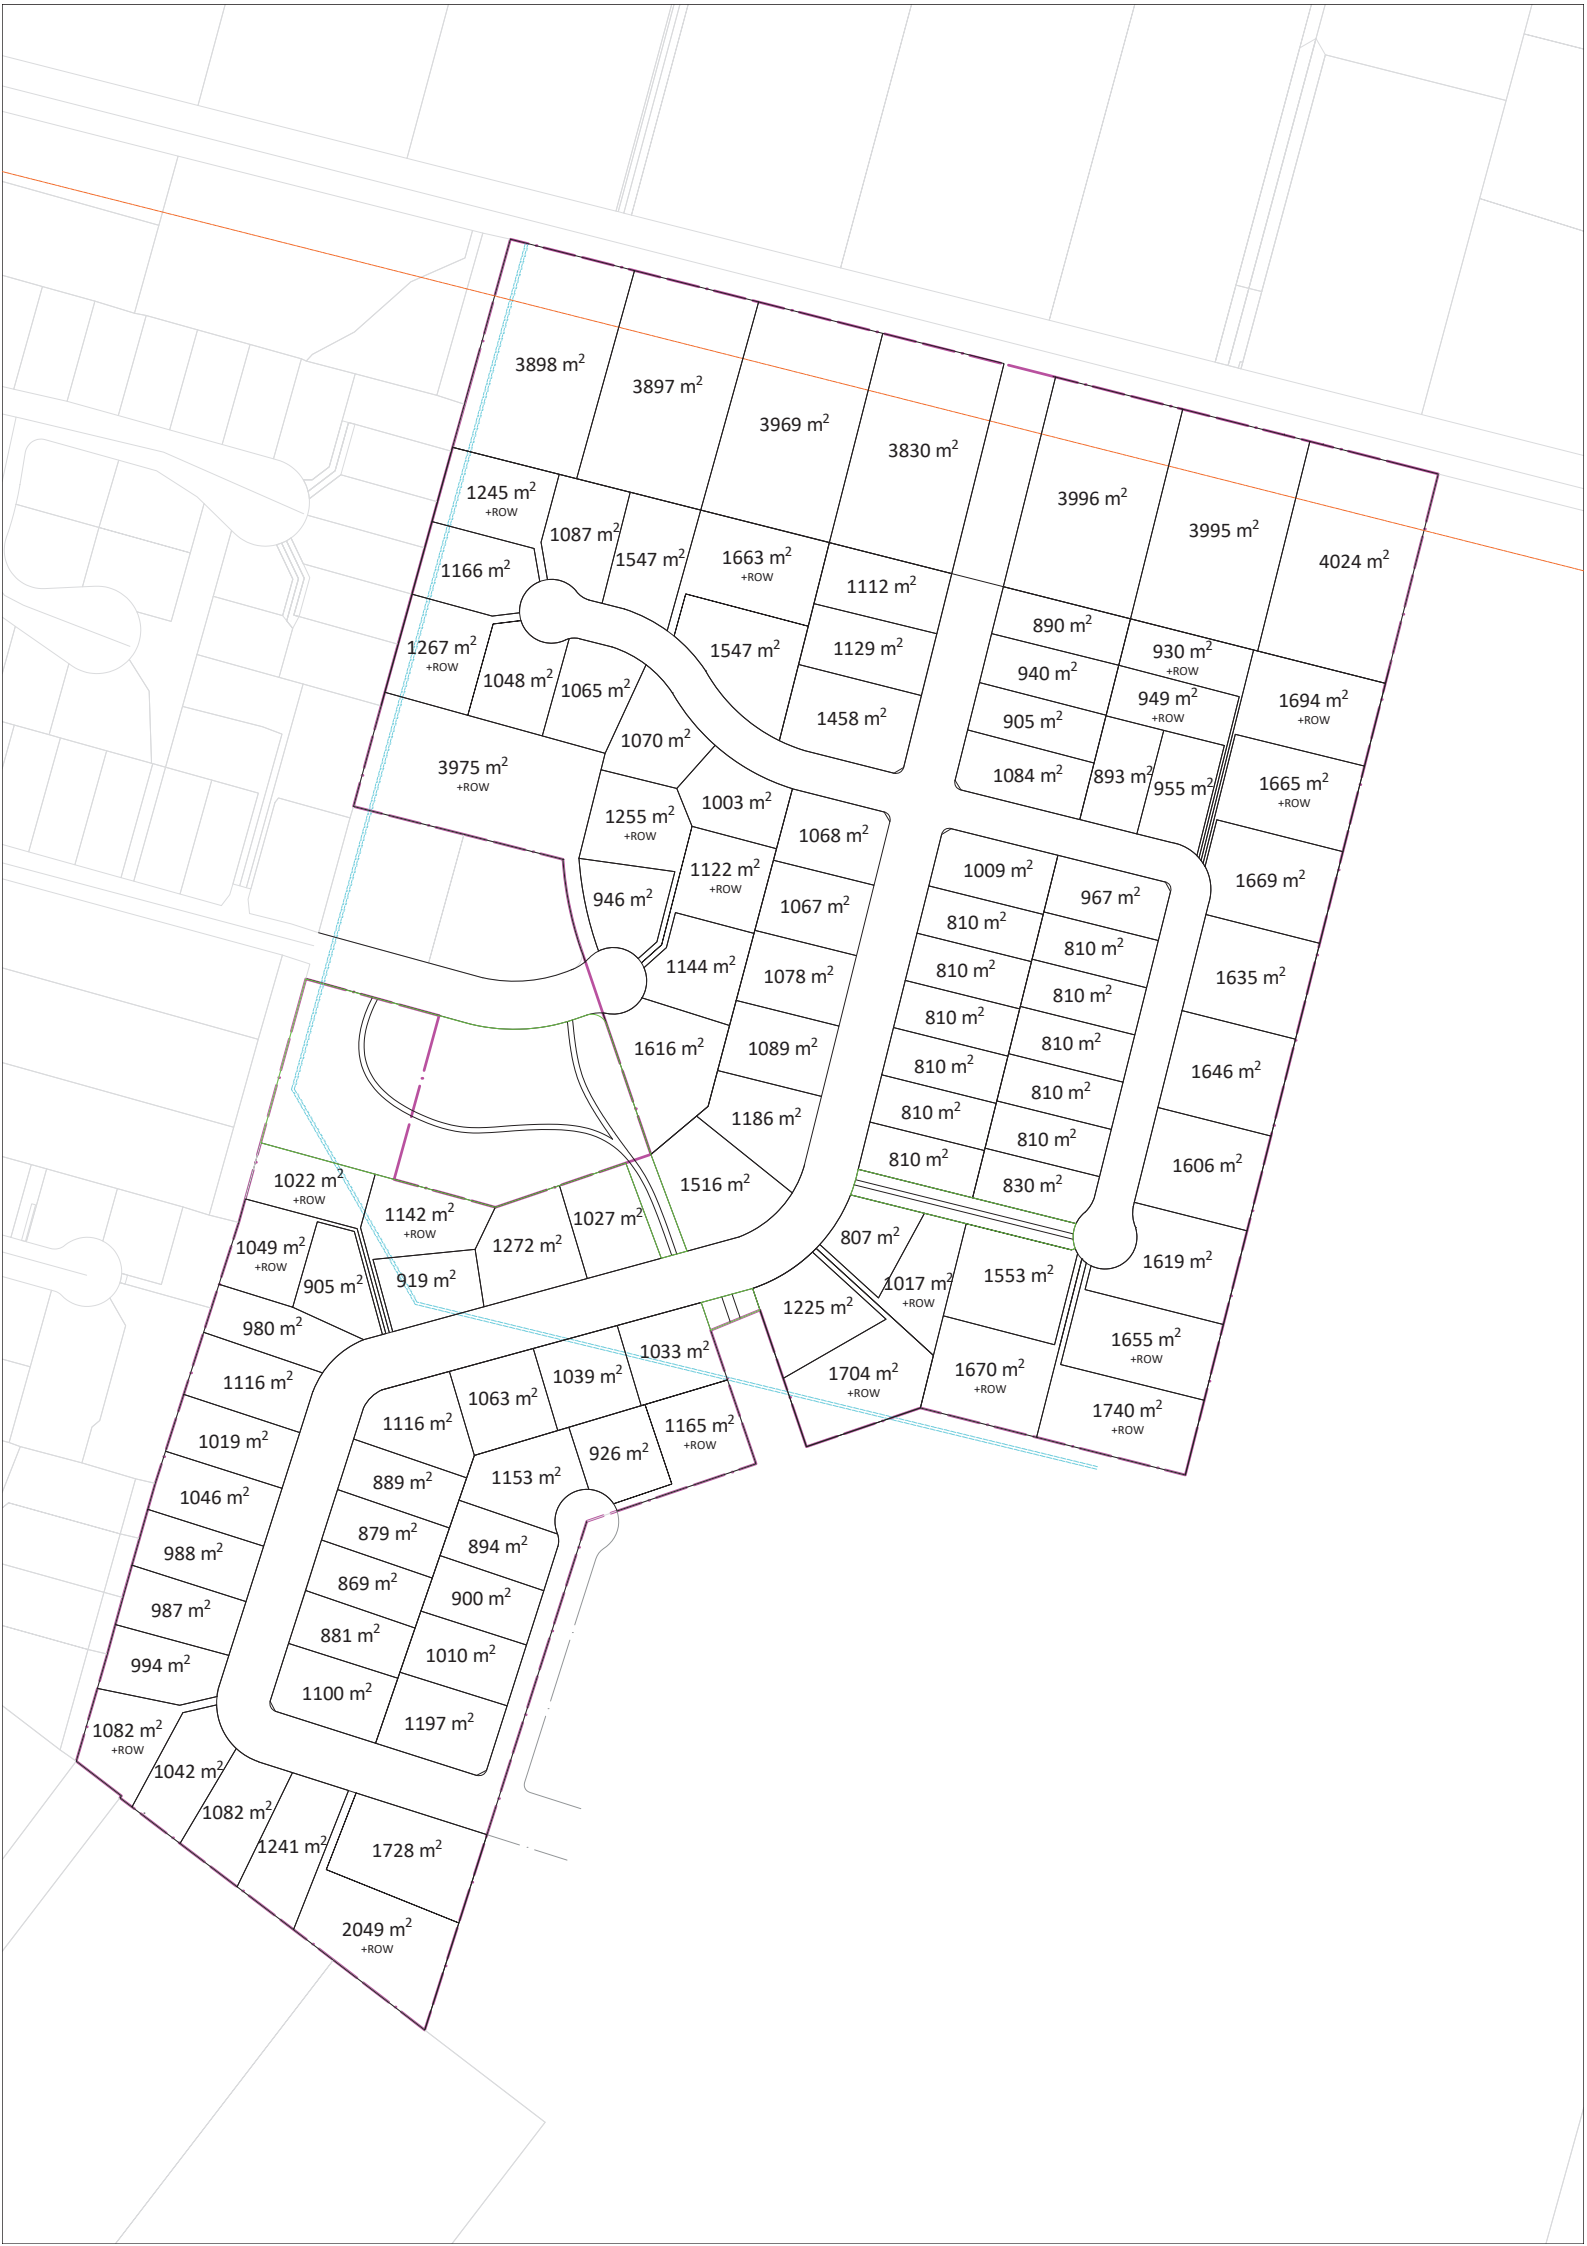 3898 m²
3897 m²
3969 m²
3830 m²
3996 m²
3995 m²
4024 m²
1245 m²
+ROW
1087 m²
1547 m²
1663 m²
+ROW
1112 m²
1166 m²
1267 m²
+ROW
1048 m²
1065 m²
1547 m²
1129 m²
1458 m²
890 m²
930 m²
+ROW
940 m²
949 m²
+ROW
905 m²
1694 m²
+ROW
1070 m²
3975 m²
+ROW
1084 m²
893 m²
955 m²
1665 m²
+ROW
1003 m²
1255 m²
+ROW
1068 m²
1122 m²
+ROW
946 m²
1067 m²
1009 m²
967 m²
1669 m²
810 m²
810 m²
1144 m²
1078 m²
810 m²
810 m²
1635 m²
810 m²
810 m²
1616 m²
1089 m²
810 m²
810 m²
1646 m²
1186 m²
810 m²
810 m²
1606 m²
810 m²
830 m²
1516 m²
1022 m²
+ROW
1142 m²
+ROW
1272 m²
1027 m²
807 m²
1049 m²
+ROW
905 m²
919 m²
1017 m²
+ROW
1553 m²
1619 m²
980 m²
1225 m²
1033 m²
1655 m²
+ROW
1116 m²
1063 m²
1039 m²
1704 m²
+ROW
1670 m²
+ROW
1740 m²
+ROW
1019 m²
1116 m²
1165 m²
+ROW
926 m²
1153 m²
889 m²
1046 m²
879 m²
894 m²
988 m²
869 m²
900 m²
987 m²
881 m²
1010 m²
994 m²
1100 m²
1197 m²
1082 m²
+ROW
1042 m²
1082 m²
1241 m²
1728 m²
2049 m²
+ROW